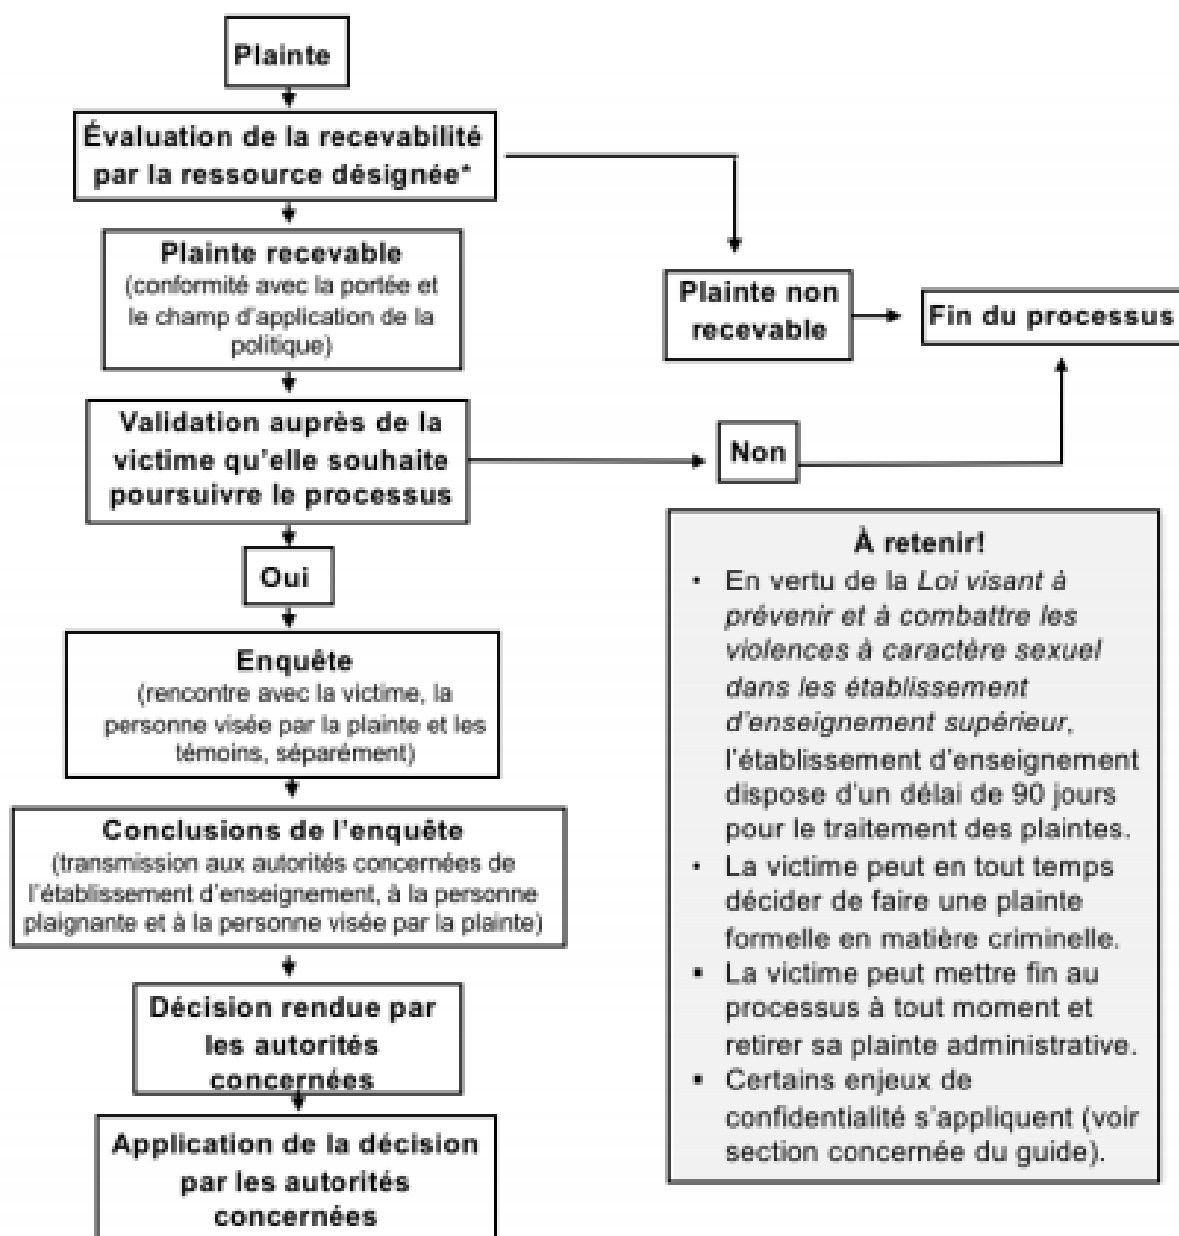 Plainte
Évaluation de la recevabilité
par la ressource désignée*
Plainte recevable
(conformité avec la portée et
le champ d'application de la
politique)
Plainte non
recevable
Fin du processus
Validation auprès de la
victime qu'elle souhaite
poursuivre le processus
Non
Oui
Enquête
(rencontre avec la victime, la
personne visée par la plainte et les
témoins, séparément)
Conclusions de l'enquête
(transmission aux autorités concernées de
l'établissement d'enseignement, à la personne
plaignante et à la personne visée par la plainte)
Décision rendue par
les autorités
concernées
Application de la décision
par les autorités
concernées
À retenir!
• En vertu de la Loi visant à
prévenir et à combattre les
violences à caractère sexuel
dans les établissement
d'enseignement supérieur,
l'établissement d'enseignement
dispose d'un délai de 90 jours
pour le traitement des plaintes.
• La victime peut en tout temps
décider de faire une plainte
formelle en matière criminelle.
▪ La victime peut mettre fin au
processus à tout moment et
retirer sa plainte administrative.
▪ Certains enjeux de
confidentialité s'appliquent (voir
section concernée du guide).